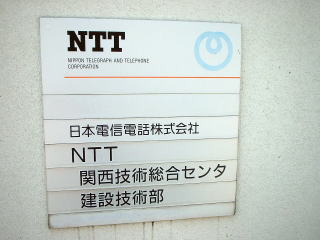 NTT
NIPPON TELEGRAPH AND TELEPHONE
CORPORATION
日本電信電話株式会社
NTT
関西技術総合センタ
建設技術部